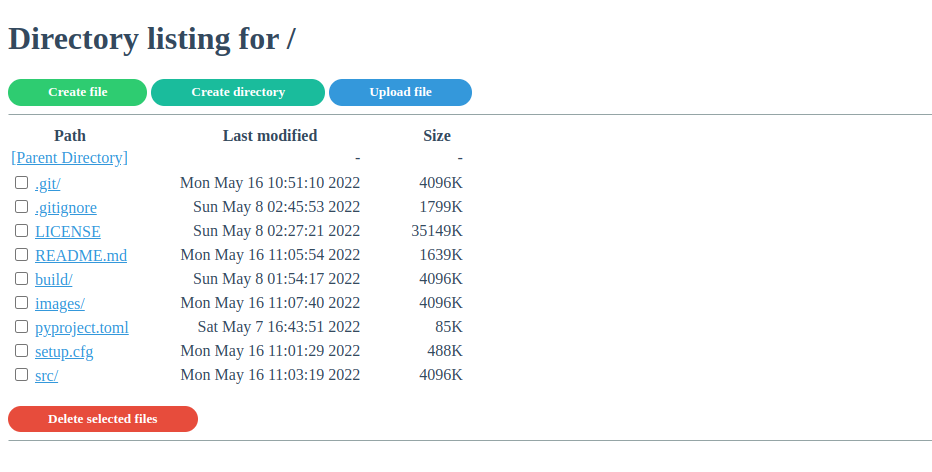 Directory listing for /
Create file Create directory Upload file
Path Last modified Size
[Parent Directory] - -
.git/ Mon May 16 10:51:10 2022 4096K
.gitignore Sun May 8 02:45:53 2022 1799K
LICENSE Sun May 8 02:27:21 2022 35149K
README.md Mon May 16 11:05:54 2022 1639K
build/ Sun May 8 01:54:17 2022 4096K
images/ Mon May 16 11:07:40 2022 4096K
pyproject.toml Sat May 7 16:43:51 2022 85K
setup.cfg Mon May 16 11:01:29 2022 488K
src/ Mon May 16 11:03:19 2022 4096K
Delete selected files